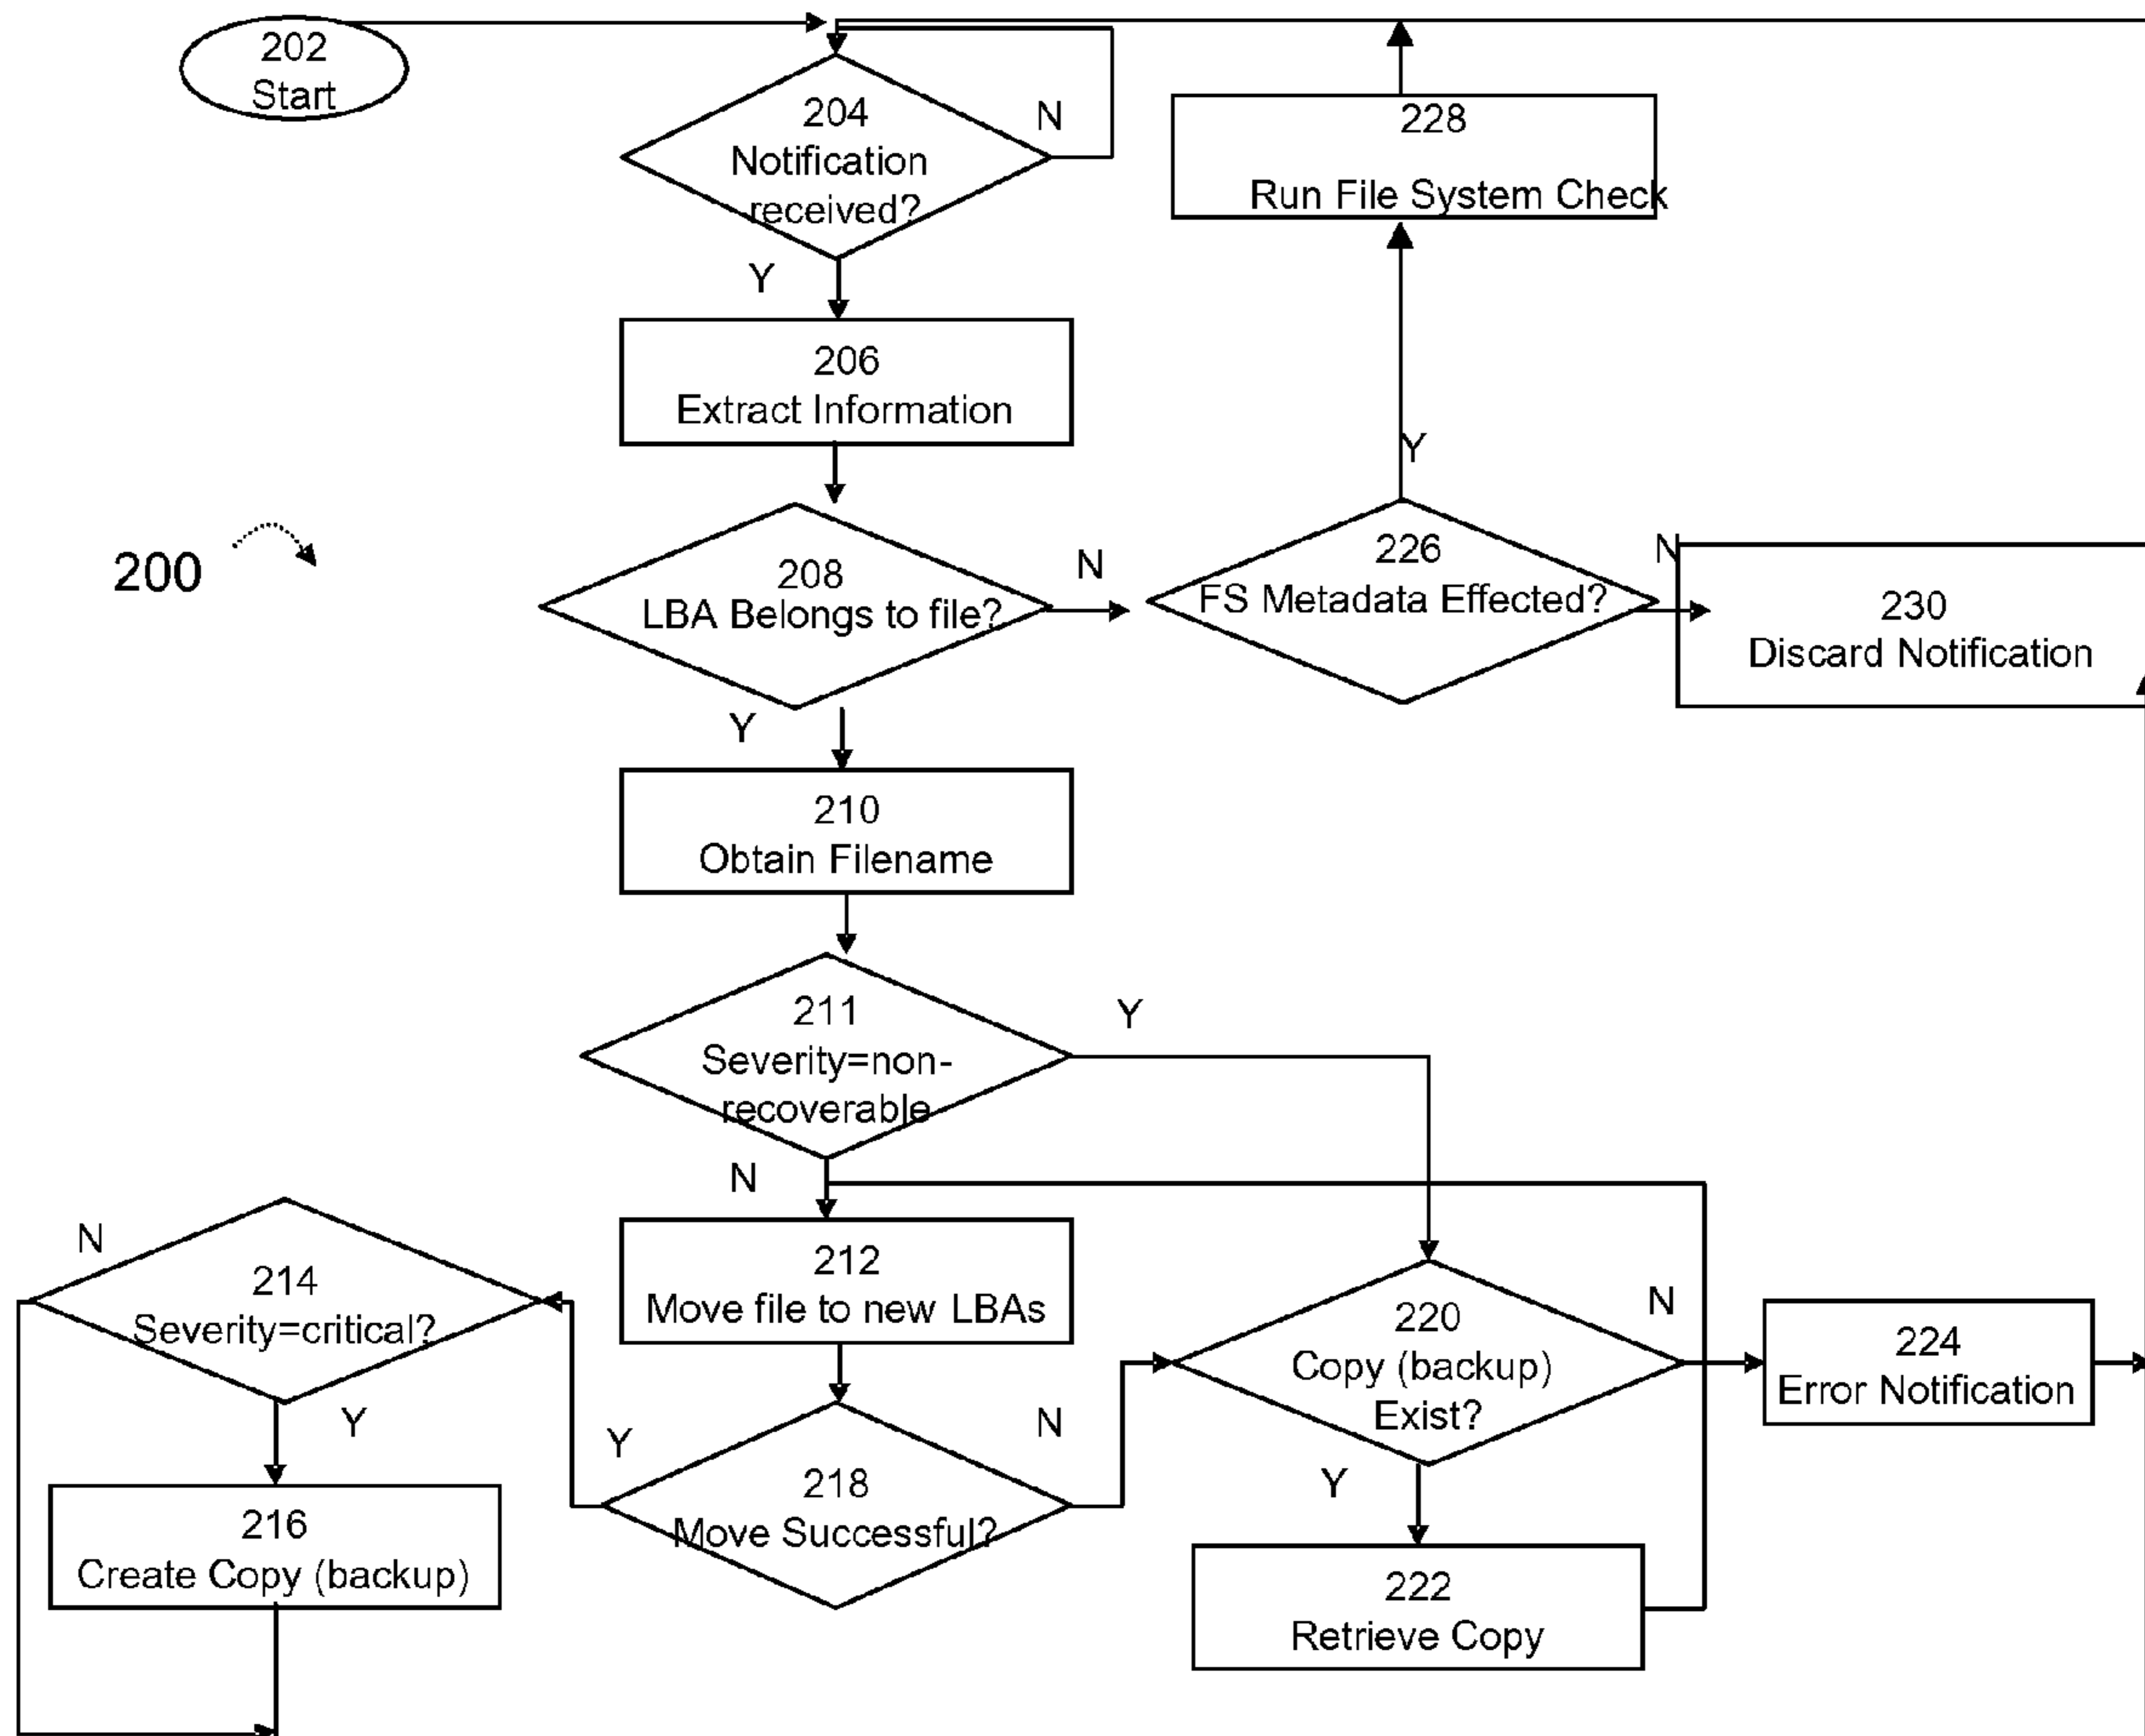 202
Start
204
Notification
received?
N
Y
228
Run File System Check
206
Extract Information
Y
200
208
LBA Belongs to file?
N
Y
226
FS Metadata Effected?
N
230
Discard Notification
210
Obtain Filename
211
Severity=non-
recoverable
Y
N
212
Move file to new LBAs
N
214
Severity=critical?
Y
216
Create Copy (backup)
218
Move Successful?
Y
N
220
Copy (backup)
Exist?
N
Y
222
Retrieve Copy
224
Error Notification